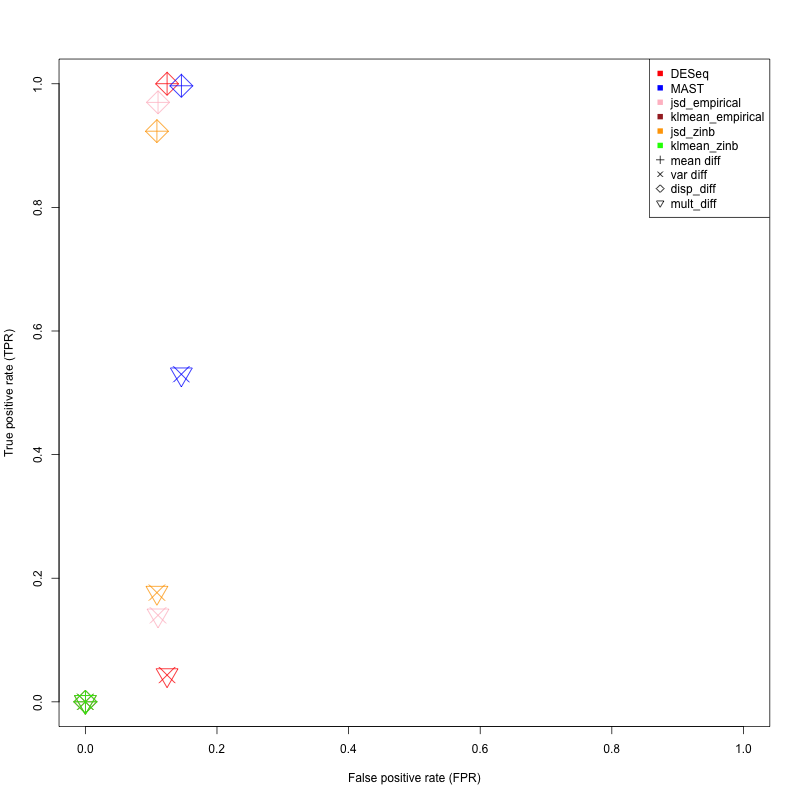 DESeq
MAST
jsd_empirical
klmean_empirical
jsd_zinb
klmean_zinb
mean diff
var diff
disp_diff
mult_diff
True positive rate (TPR)
1.0
0.8
0.6
0.4
0.2
0.0
0.0 0.2 0.4 0.6 0.8 1.0
False positive rate (FPR)